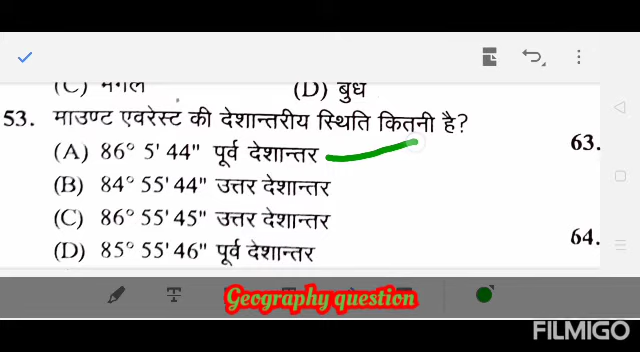 (C) मंगल (D) बुध
53. माउण्ट एवरेस्ट की देशान्तरीय स्थिति कितनी है?
(A) 86° 5' 44" पूर्व देशान्तर
63.
(B) 84° 55' 44" उत्तर देशान्तर
(C) 86° 55' 45" उत्तर देशान्तर
64.
(D) 85° 55' 46" पूर्व देशान्तर
Geography question
FILMIGO